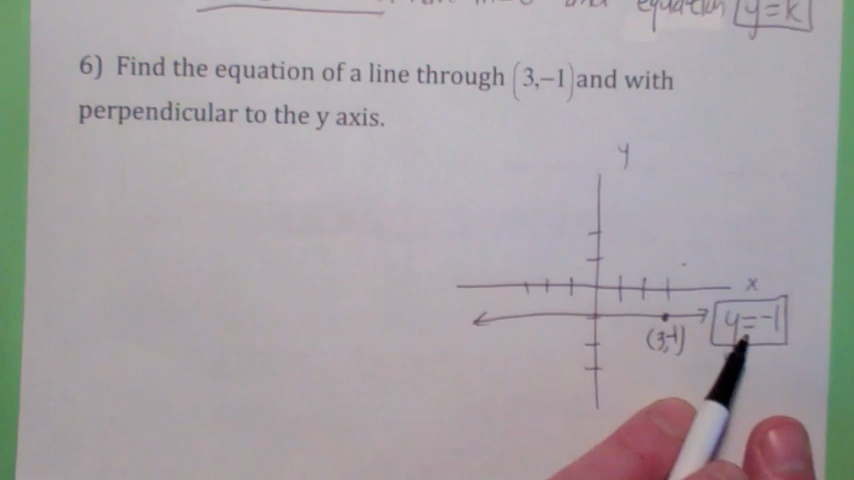 equation y=k
6) Find the equation of a line through (3,−1) and with
perpendicular to the y axis.
y
x
y=-1
(3,-1)